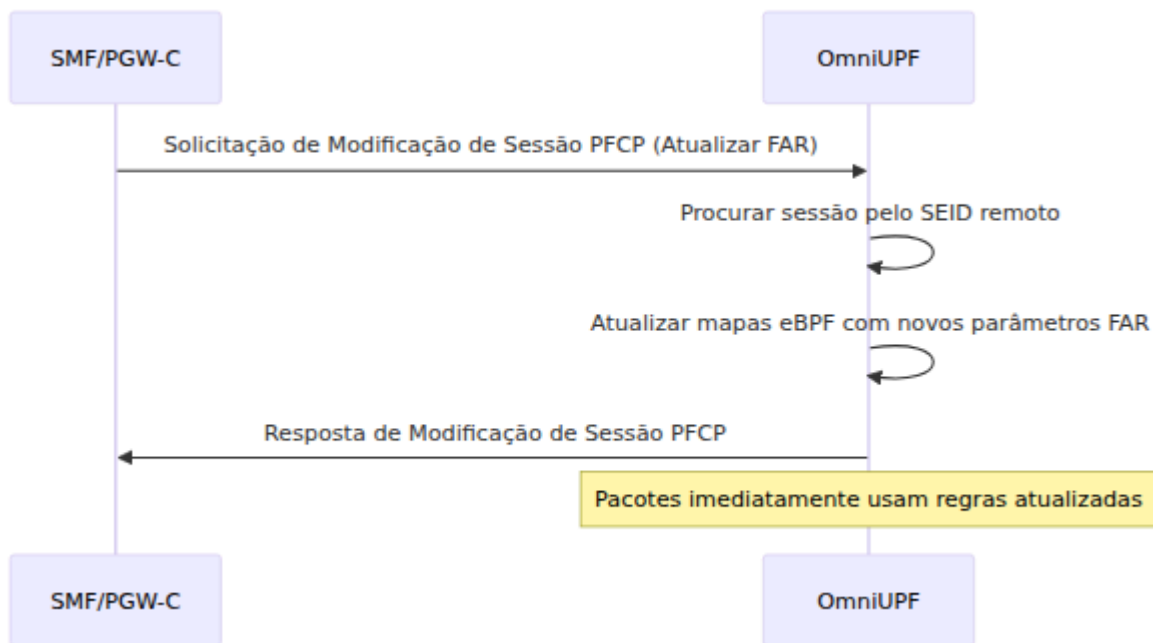 SMF/PGW-C
OmniUPF
Solicitação de Modificação de Sessão PFCP (Atualizar FAR)
Procurar sessão pelo SEID remoto
Atualizar mapas eBPF com novos parâmetros FAR
Resposta de Modificação de Sessão PFCP
Pacotes imediatamente usam regras atualizadas
SMF/PGW-C
OmniUPF